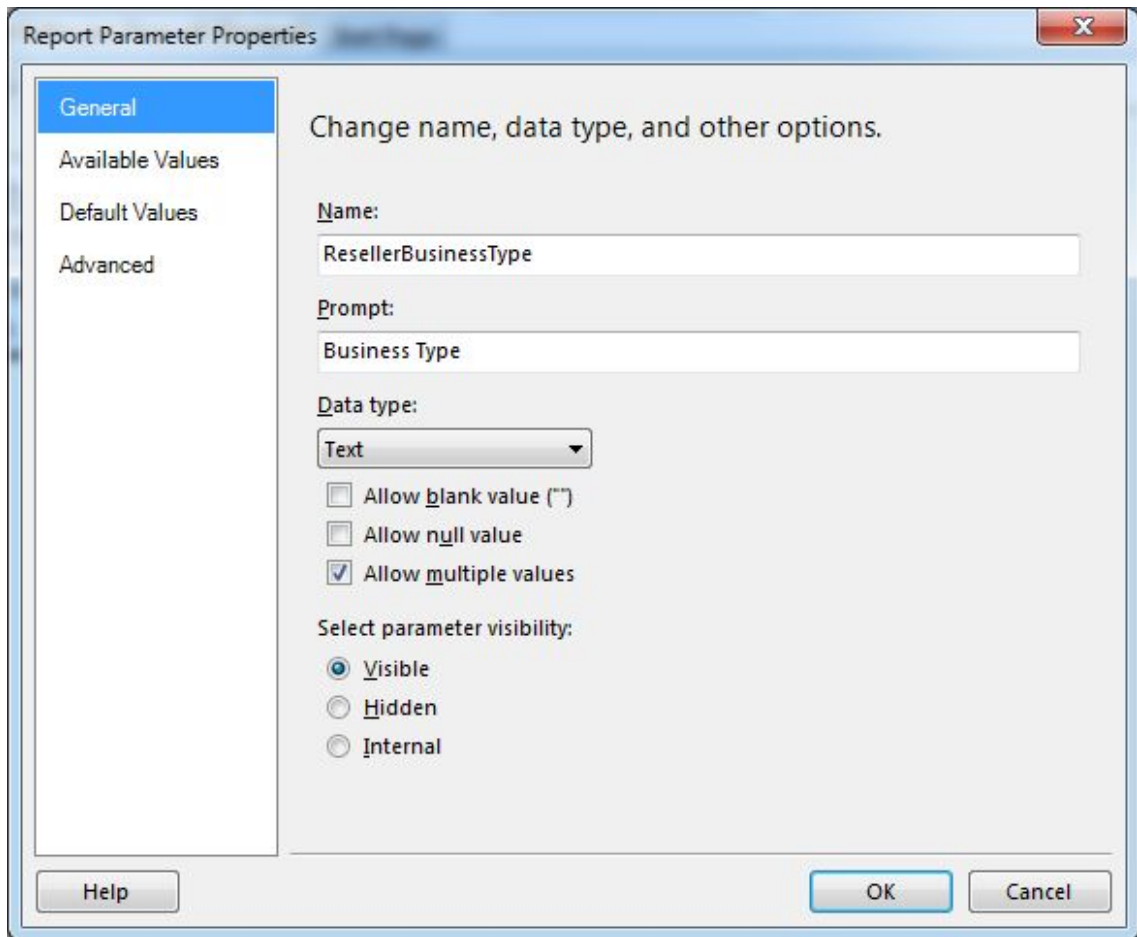 Report Parameter Properties
General
Available Values
Default Values
Advanced
Change name, data type, and other options.
Name:
ResellerBusinessType
Prompt:
Business Type
Data type:
Text
Allow blank value ("")
Allow null value
Allow multiple values
Select parameter visibility:
Visible
Hidden
Internal
Help
OK
Cancel